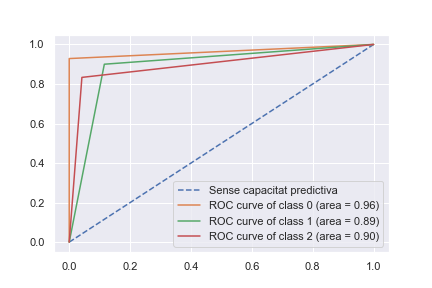 1.0
0.8
0.6
0.4
0.2
0.0
Sense capacitat predictiva
ROC curve of class 0 (area = 0.96)
ROC curve of class 1 (area = 0.89)
ROC curve of class 2 (area = 0.90)
0.0 0.2 0.4 0.6 0.8 1.0